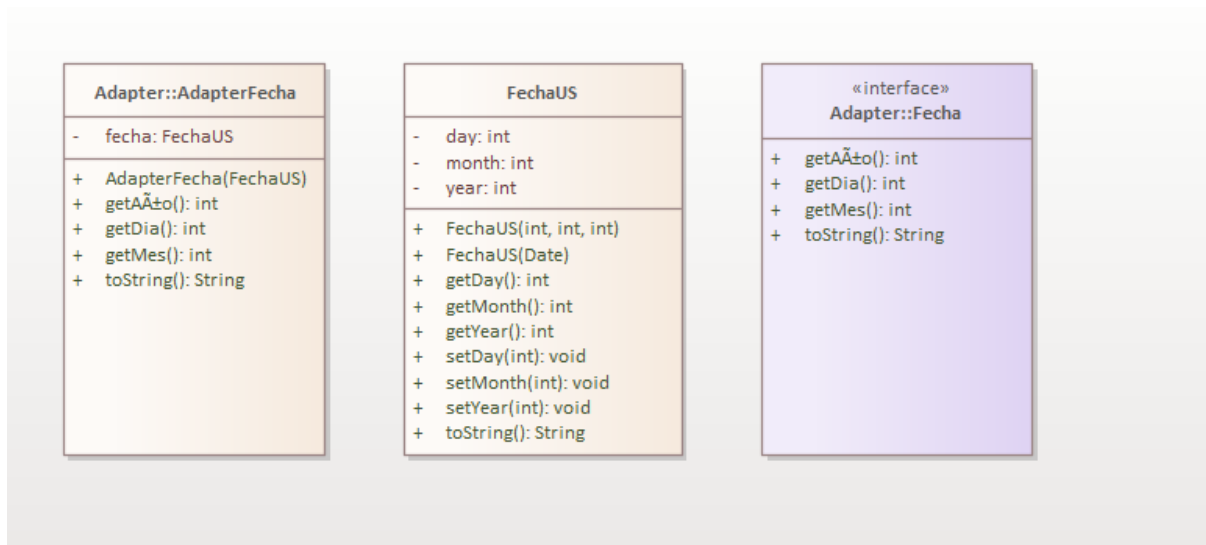 Adapter::AdapterFecha
- fecha: FechaUS
+ AdapterFecha(FechaUS)
+ getAÃ±o(): int
+ getDia(): int
+ getMes(): int
+ toString(): String
FechaUS
- day: int
- month: int
- year: int
+ FechaUS(int, int, int)
+ FechaUS(Date)
+ getDay(): int
+ getMonth(): int
+ getYear(): int
+ setDay(int): void
+ setMonth(int): void
+ setYear(int): void
+ toString(): String
«interface»
Adapter::Fecha
+ getAÃ±o(): int
+ getDia(): int
+ getMes(): int
+ toString(): String